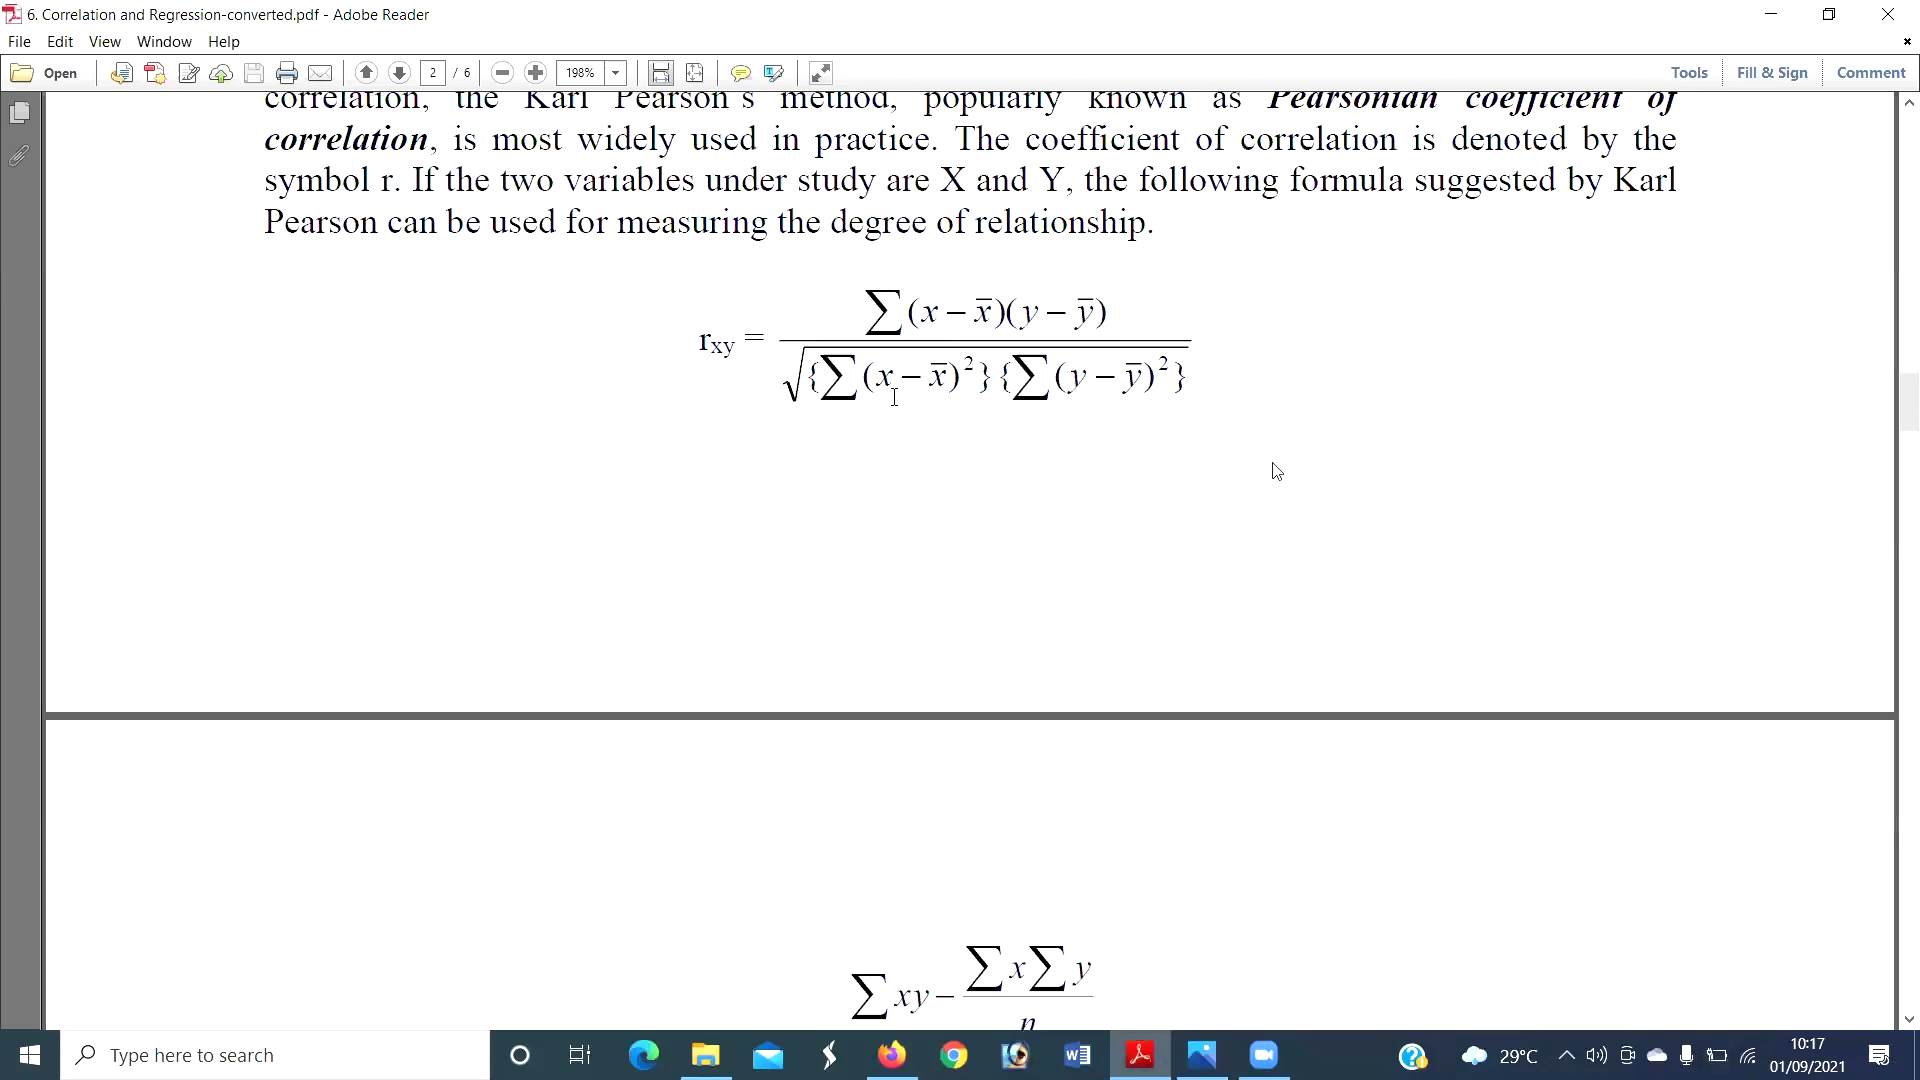 6. Correlation and Regression-converted.pdf - Adobe Reader
File Edit View Window Help
Open 2 / 6 198% Tools Fill & Sign Comment
correlation, the Karl Pearson's method, popularly known as Pearsonian coefficient of
correlation, is most widely used in practice. The coefficient of correlation is denoted by the
symbol r. If the two variables under study are X and Y, the following formula suggested by Karl
Pearson can be used for measuring the degree of relationship.
r_xy = ∑(x − x̅)(y − y̅)
√{∑(x − x̅)²}{∑(y − y̅)²}
∑xy − ∑x∑y
n
Type here to search
29°C
10:17
01/09/2021